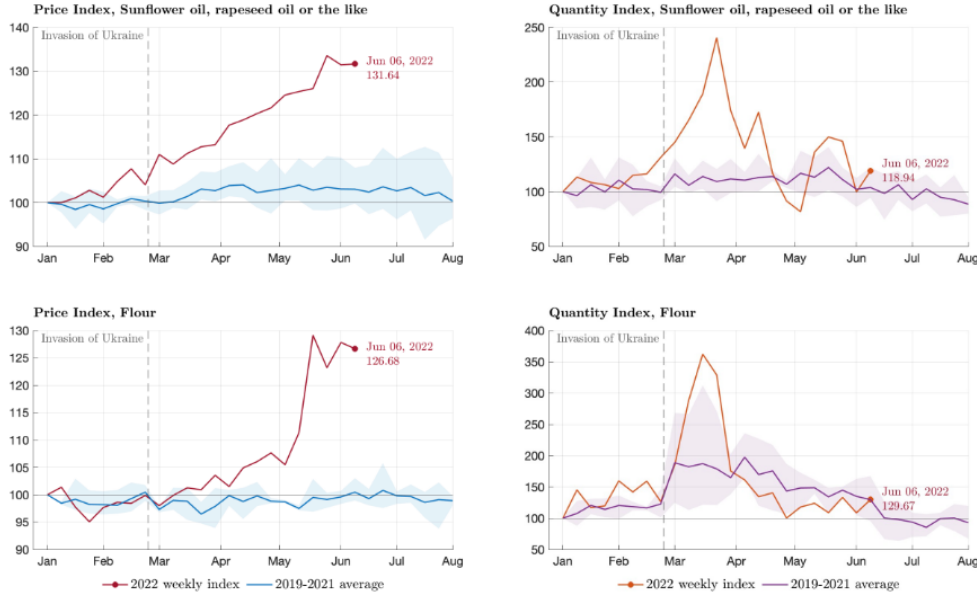 Price Index, Sunflower oil, rapeseed oil or the like
140
130
120
110
100
90
Invasion of Ukraine
Jun 06, 2022
131.64
Jan Feb Mar Apr May Jun Jul Aug
Quantity Index, Sunflower oil, rapeseed oil or the like
250
200
150
100
50
Invasion of Ukraine
Jun 06, 2022
118.94
Jan Feb Mar Apr May Jun Jul Aug
Price Index, Flour
130
125
120
115
110
105
100
95
90
Invasion of Ukraine
Jun 06, 2022
126.68
Jan Feb Mar Apr May Jun Jul Aug
2022 weekly index 2019-2021 average
Quantity Index, Flour
400
350
300
250
200
150
100
50
Invasion of Ukraine
Jun 06, 2022
129.67
Jan Feb Mar Apr May Jun Jul Aug
2022 weekly index 2019-2021 average